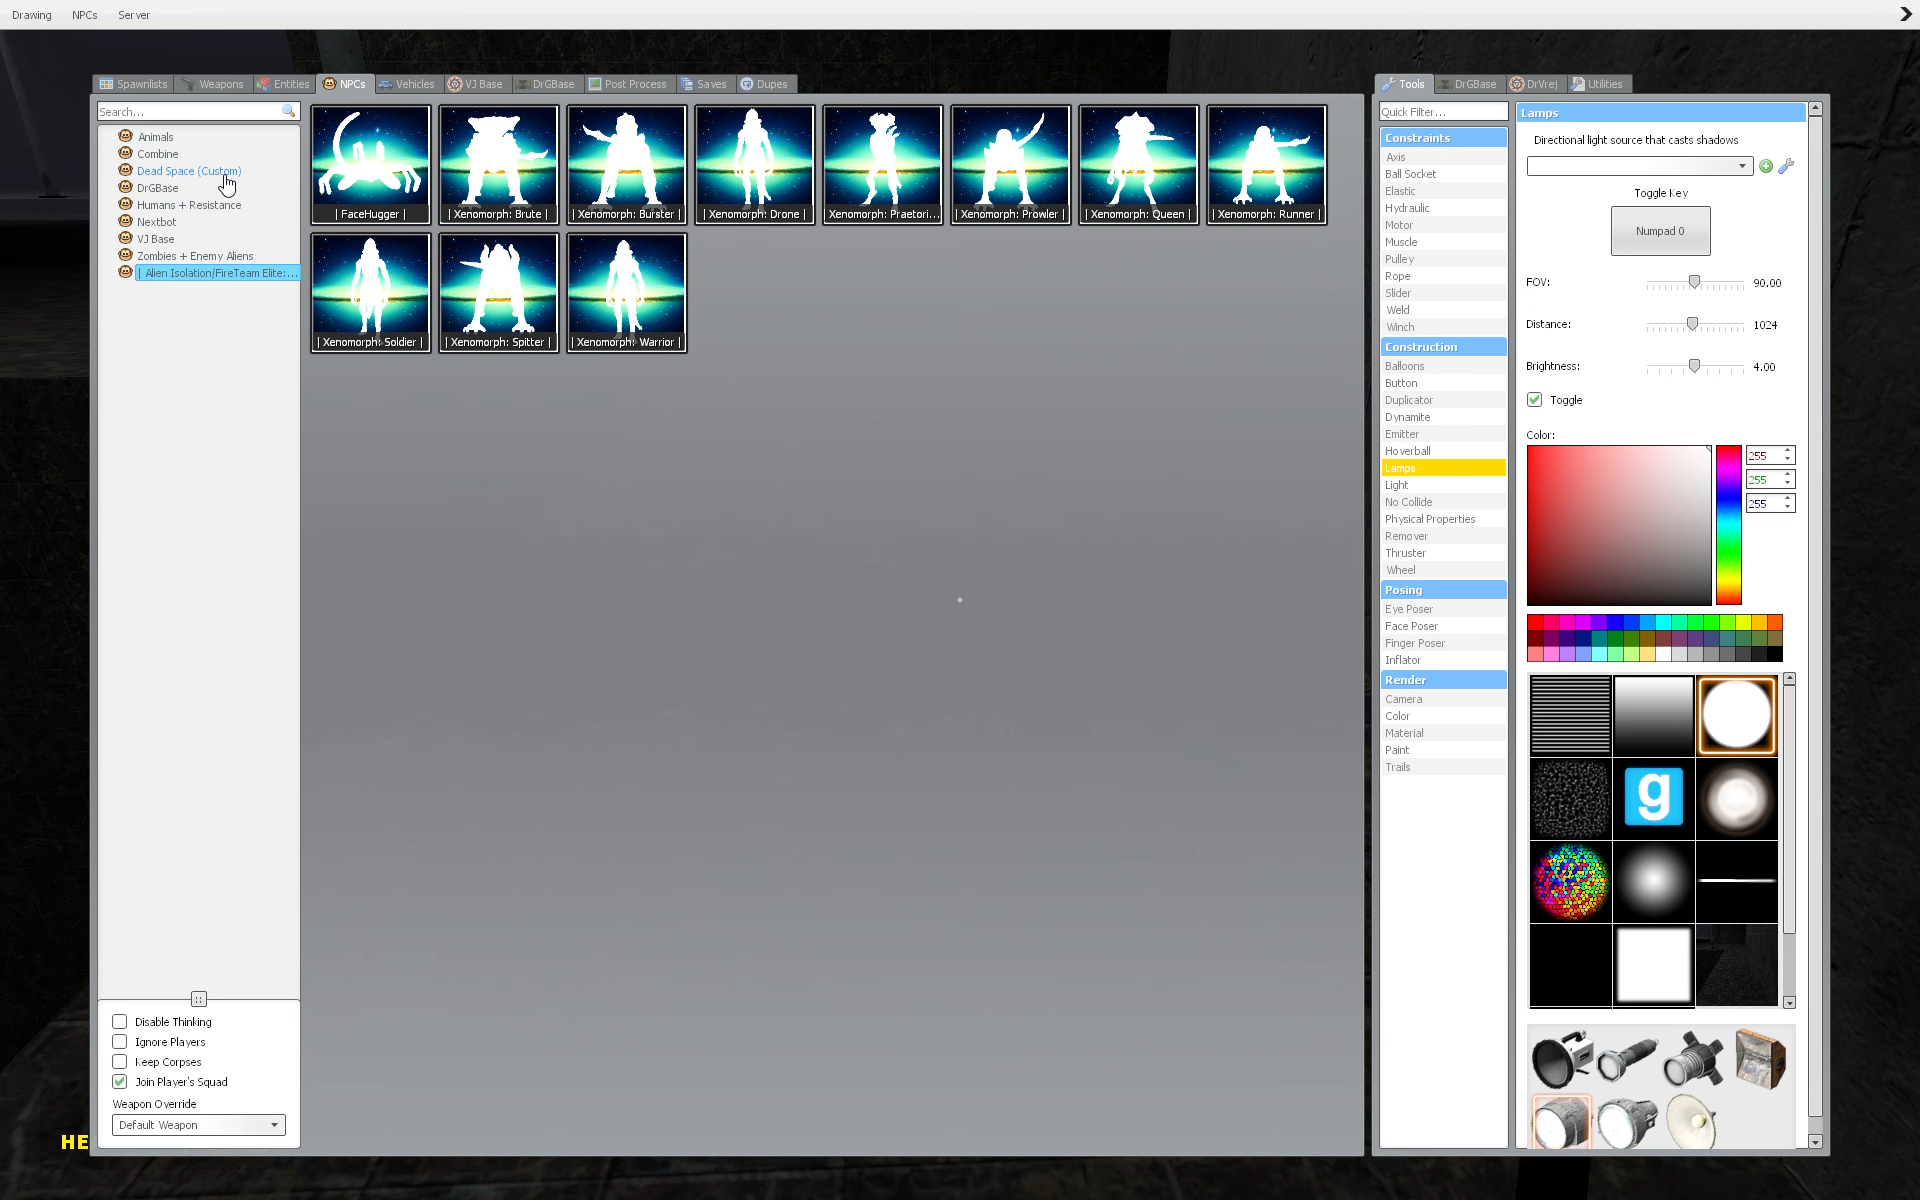 Drawing NPCs Server
Spawnlists Weapons Entities NPCs Vehicles VJ Base DrGBase Post Process Saves Dupes
Search...
Animals
Combine
Dead Space (Custom)
DrGBase
Humans + Resistance
Nextbot
VJ Base
Zombies + Enemy Aliens
| Alien Isolation/FireTeam Elite:...
| FaceHugger | | Xenomorph: Brute | | Xenomorph: Burster | | Xenomorph: Drone | | Xenomorph: Praetori... | Xenomorph: Prowler | | Xenomorph: Queen | | Xenomorph: Runner |
| Xenomorph: Soldier | | Xenomorph: Spitter | | Xenomorph: Warrior |
Disable Thinking
Ignore Players
Keep Corpses
Join Player's Squad
Weapon Override
Default Weapon
HE
Tools DrGBase DrVrej Utilities
Quick Filter...
Constraints
Axis
Ball Socket
Elastic
Hydraulic
Motor
Muscle
Pulley
Rope
Slider
Weld
Winch
Construction
Balloons
Button
Duplicator
Dynamite
Emitter
Hoverball
Lamps
Light
No Collide
Physical Properties
Remover
Thruster
Wheel
Posing
Eye Poser
Face Poser
Finger Poser
Inflator
Render
Camera
Color
Material
Paint
Trails
Lamps
Directional light source that casts shadows
Toggle Key
Numpad 0
FOV: 90.00
Distance: 1024
Brightness: 4.00
Toggle
Color:
255
255
255
g